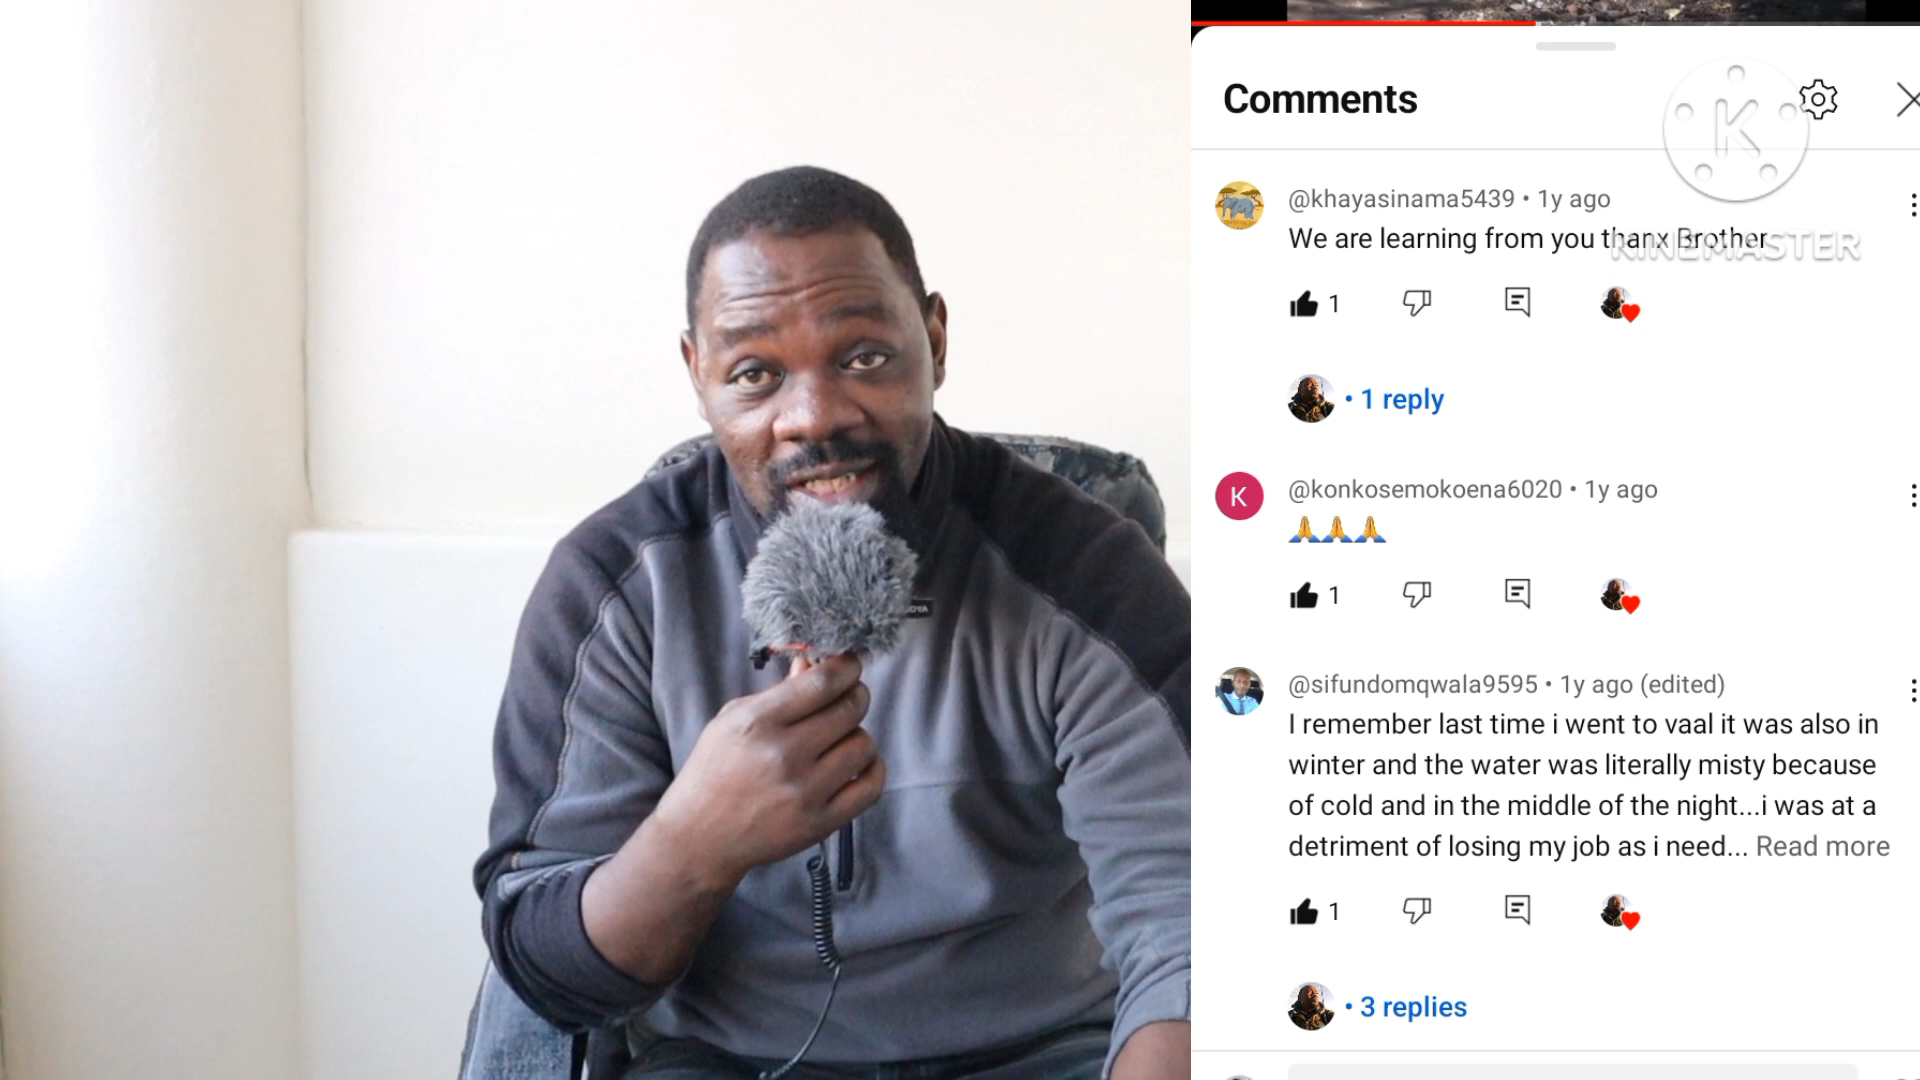 Comments
@khayasinama5439 • 1y ago
We are learning from you thanx Brother
1
• 1 reply
K
@konkosemokoena6020 • 1y ago
🙏🙏🙏
1
@sifundomqwala9595 • 1y ago (edited)
I remember last time i went to vaal it was also in
winter and the water was literally misty because
of cold and in the middle of the night...i was at a
detriment of losing my job as i need... Read more
1
• 3 replies
K
KINEMASTER